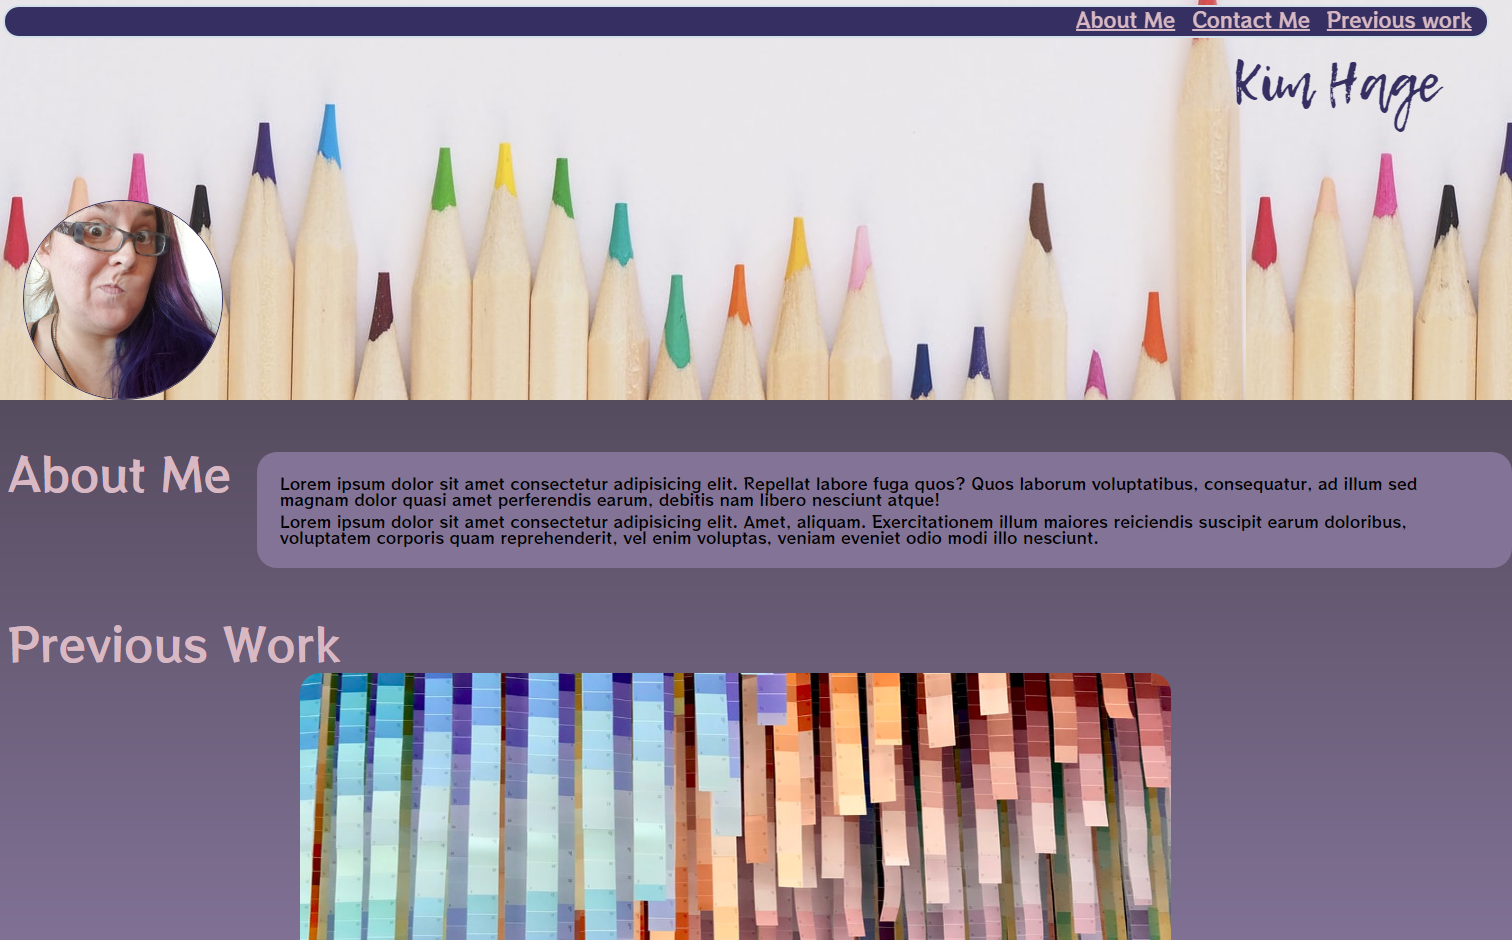 About Me Contact Me Previous work
Kim Hage
About Me
Lorem ipsum dolor sit amet consectetur adipisicing elit. Repellat labore fuga quos? Quos laborum voluptatibus, consequatur, ad illum sed
magnam dolor quasi amet perferendis earum, debitis nam libero nesciunt atque!
Lorem ipsum dolor sit amet consectetur adipisicing elit. Amet, aliquam. Exercitationem illum maiores reiciendis suscipit earum doloribus,
voluptatem corporis quam reprehenderit, vel enim voluptas, veniam eveniet odio modi illo nesciunt.
Previous Work